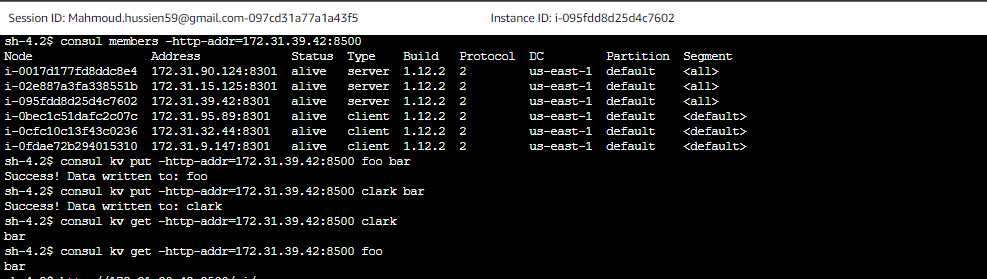 Session ID: Mahmoud.hussien59@gmail.com-097cd31a77a1a43f5 Instance ID: i-095fdd8d25d4c7602
sh-4.2$ consul members -http-addr=172.31.39.42:8500
Node Address Status Type Build Protocol DC Partition Segment
i-0017d177fd8ddc8e4 172.31.90.124:8301 alive server 1.12.2 2 us-east-1 default <all>
i-02e887a3fa338551b 172.31.15.125:8301 alive server 1.12.2 2 us-east-1 default <all>
i-095fdd8d25d4c7602 172.31.39.42:8301 alive server 1.12.2 2 us-east-1 default <all>
i-0bec1c51dafc2c07c 172.31.95.89:8301 alive client 1.12.2 2 us-east-1 default <default>
i-0cfc10c13f43c0236 172.31.32.44:8301 alive client 1.12.2 2 us-east-1 default <default>
i-0fdae72b294015310 172.31.9.147:8301 alive client 1.12.2 2 us-east-1 default <default>
sh-4.2$ consul kv put -http-addr=172.31.39.42:8500 foo bar
Success! Data written to: foo
sh-4.2$ consul kv put -http-addr=172.31.39.42:8500 clark bar
Success! Data written to: clark
sh-4.2$ consul kv get -http-addr=172.31.39.42:8500 clark
bar
sh-4.2$ consul kv get -http-addr=172.31.39.42:8500 foo
bar